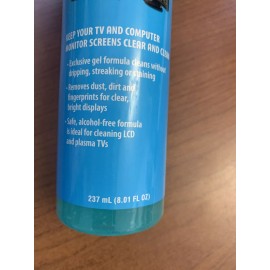 KEEP YOUR TV AND COMPUTER
MONITOR SCREENS CLEAR AND CLEAN
• Exclusive gel formula cleans without
dripping, streaking or staining
• Removes dust, dirt and
fingerprints for clear,
bright displays
• Safe, alcohol-free formula
is ideal for cleaning LCD
and plasma TVs
237 mL (8.01 FL OZ)